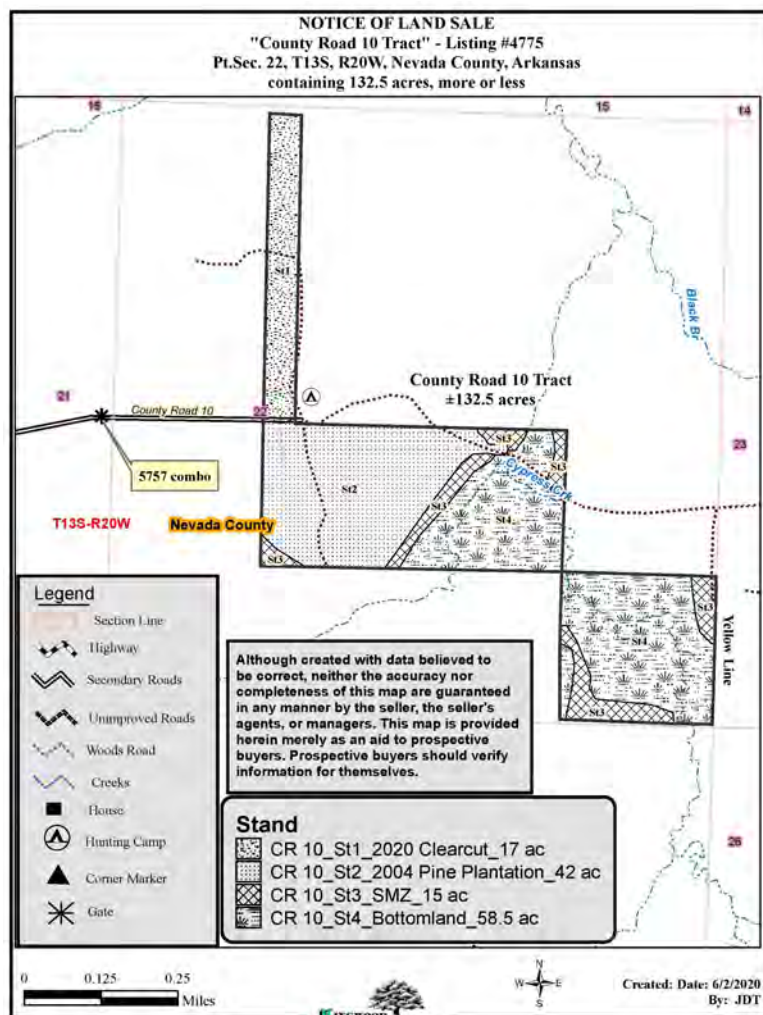 NOTICE OF LAND SALE
"County Road 10 Tract" - Listing #4775
Pt.Sec. 22, T13S, R20W, Nevada County, Arkansas
containing 132.5 acres, more or less
16
15
14
St1
Black Br
County Road 10 Tract
±132.5 acres
21
County Road 10
22
23
5757 combo
St3
St3
Cypress Crk
St2
St3
St4
T13S-R20W
Nevada County
St3
St3
St4
Yellow Line
St3
26
Legend
Section Line
Highway
Secondary Roads
Unimproved Roads
Woods Road
Creeks
House
Hunting Camp
Corner Marker
Gate
Although created with data believed to
be correct, neither the accuracy nor
completeness of this map are guaranteed
in any manner by the seller, the seller's
agents, or managers. This map is provided
herein merely as an aid to prospective
buyers. Prospective buyers should verify
information for themselves.
Stand
CR 10_St1_2020 Clearcut_17 ac
CR 10_St2_2004 Pine Plantation_42 ac
CR 10_St3_SMZ_15 ac
CR 10_St4_Bottomland_58.5 ac
0 0.125 0.25
Miles
N
W E
S
Created: Date: 6/2/2020
By: JDT